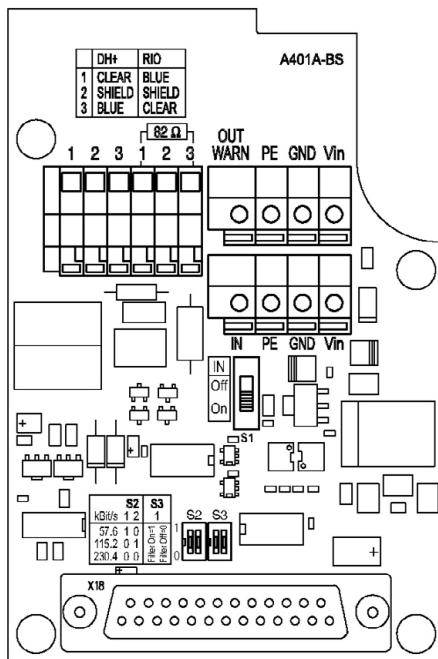 A401A-BS
DH+ RIO
1 CLEAR BLUE
2 SHIELD SHIELD
3 BLUE CLEAR
82 Ω
1 2 3 1 2 3
OUT
WARN PE GND Vin
IN PE GND Vin
IN
Off
On
S1
S2 S3
kBit/s 1 2 1
57.6 1 0
115.2 0 1
230.4 0 0
Filter On=1
Filter Off=0
S2 S3
1
0
X18